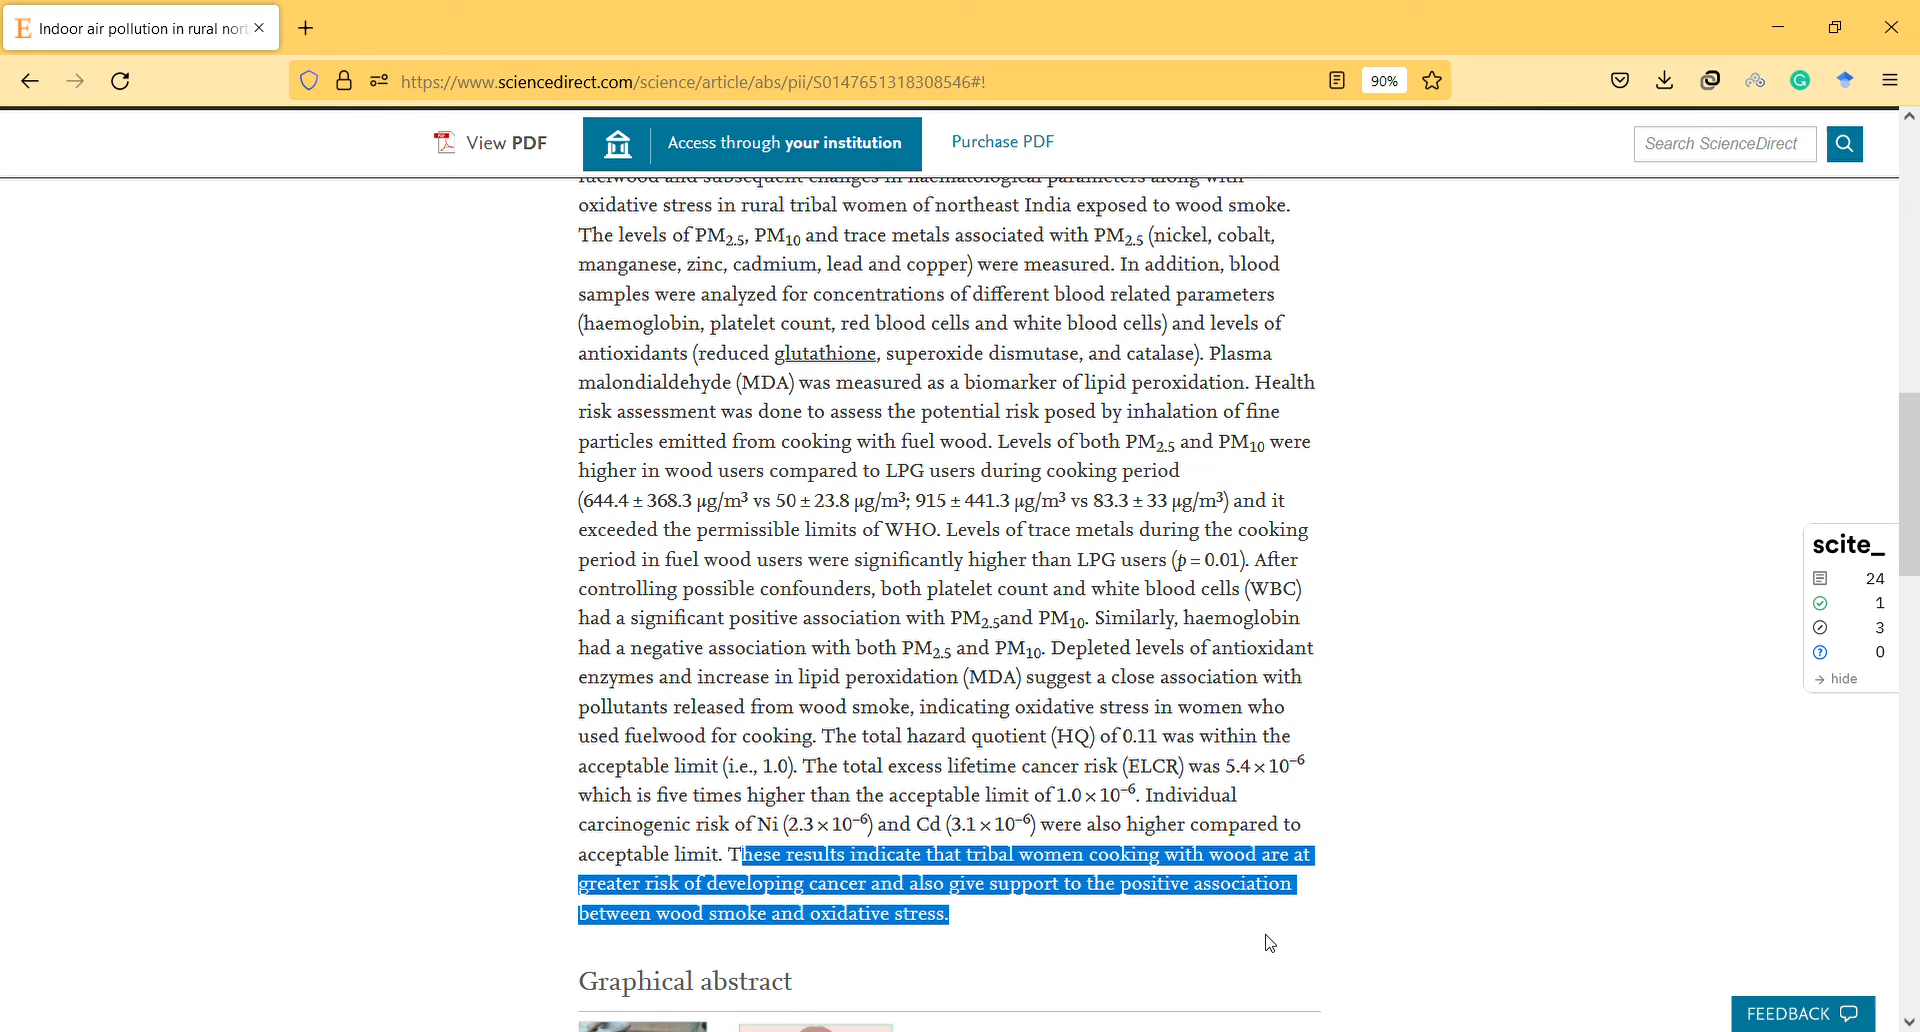 Indoor air pollution in rural nort
https://www.sciencedirect.com/science/article/abs/pii/S0147651318308546#!
90%
View PDF
Access through your institution
Purchase PDF
Search ScienceDirect
fuelwood and subsequent changes in haematological parameters along with
oxidative stress in rural tribal women of northeast India exposed to wood smoke.
The levels of PM2.5, PM10 and trace metals associated with PM2.5 (nickel, cobalt,
manganese, zinc, cadmium, lead and copper) were measured. In addition, blood
samples were analyzed for concentrations of different blood related parameters
(haemoglobin, platelet count, red blood cells and white blood cells) and levels of
antioxidants (reduced glutathione, superoxide dismutase, and catalase). Plasma
malondialdehyde (MDA) was measured as a biomarker of lipid peroxidation. Health
risk assessment was done to assess the potential risk posed by inhalation of fine
particles emitted from cooking with fuel wood. Levels of both PM2.5 and PM10 were
higher in wood users compared to LPG users during cooking period
(644.4 ± 368.3 µg/m³ vs 50 ± 23.8 µg/m³; 915 ± 441.3 µg/m³ vs 83.3 ± 33 µg/m³) and it
exceeded the permissible limits of WHO. Levels of trace metals during the cooking
period in fuel wood users were significantly higher than LPG users (p = 0.01). After
controlling possible confounders, both platelet count and white blood cells (WBC)
had a significant positive association with PM2.5and PM10. Similarly, haemoglobin
had a negative association with both PM2.5 and PM10. Depleted levels of antioxidant
enzymes and increase in lipid peroxidation (MDA) suggest a close association with
pollutants released from wood smoke, indicating oxidative stress in women who
used fuelwood for cooking. The total hazard quotient (HQ) of 0.11 was within the
acceptable limit (i.e., 1.0). The total excess lifetime cancer risk (ELCR) was 5.4 × 10⁻⁶
which is five times higher than the acceptable limit of 1.0 × 10⁻⁶. Individual
carcinogenic risk of Ni (2.3 × 10⁻⁶) and Cd (3.1 × 10⁻⁶) were also higher compared to
acceptable limit. These results indicate that tribal women cooking with wood are at
greater risk of developing cancer and also give support to the positive association
between wood smoke and oxidative stress.
Graphical abstract
scite_
24
1
3
0
hide
FEEDBACK